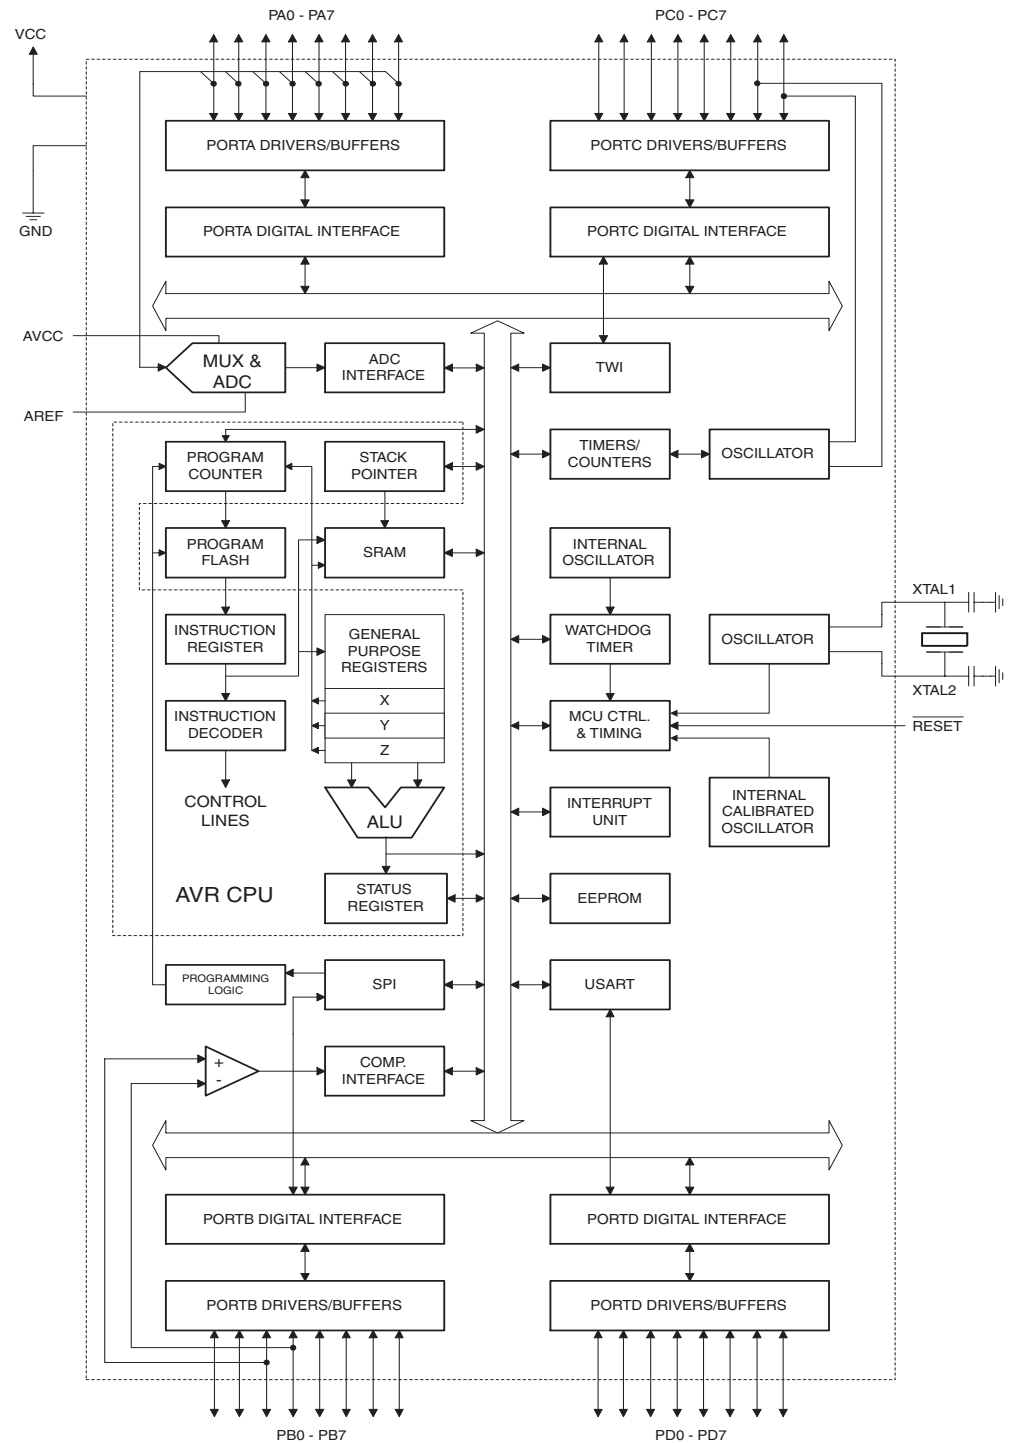 PA0 - PA7
PC0 - PC7
VCC
PORTA DRIVERS/BUFFERS
PORTC DRIVERS/BUFFERS
GND
PORTA DIGITAL INTERFACE
PORTC DIGITAL INTERFACE
AVCC
MUX &
ADC
ADC
INTERFACE
TWI
AREF
PROGRAM
COUNTER
STACK
POINTER
TIMERS/
COUNTERS
OSCILLATOR
PROGRAM
FLASH
SRAM
INTERNAL
OSCILLATOR
XTAL1
INSTRUCTION
REGISTER
GENERAL
PURPOSE
REGISTERS
WATCHDOG
TIMER
OSCILLATOR
XTAL2
X
INSTRUCTION
DECODER
Y
Z
MCU CTRL.
& TIMING
RESET
CONTROL
LINES
ALU
INTERRUPT
UNIT
INTERNAL
CALIBRATED
OSCILLATOR
AVR CPU
STATUS
REGISTER
EEPROM
PROGRAMMING
LOGIC
SPI
USART
+
-
COMP.
INTERFACE
PORTB DIGITAL INTERFACE
PORTD DIGITAL INTERFACE
PORTB DRIVERS/BUFFERS
PORTD DRIVERS/BUFFERS
PB0 - PB7
PD0 - PD7